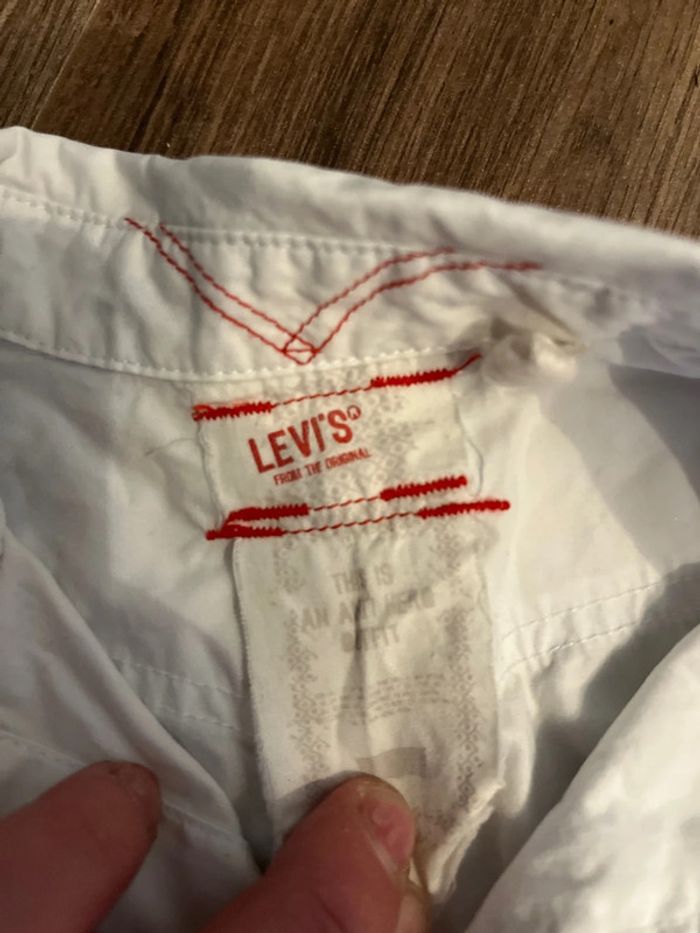 LEVI'S®
FROM THE ORIGINAL
THIS IS
AN ANTI HERO
OUTFIT